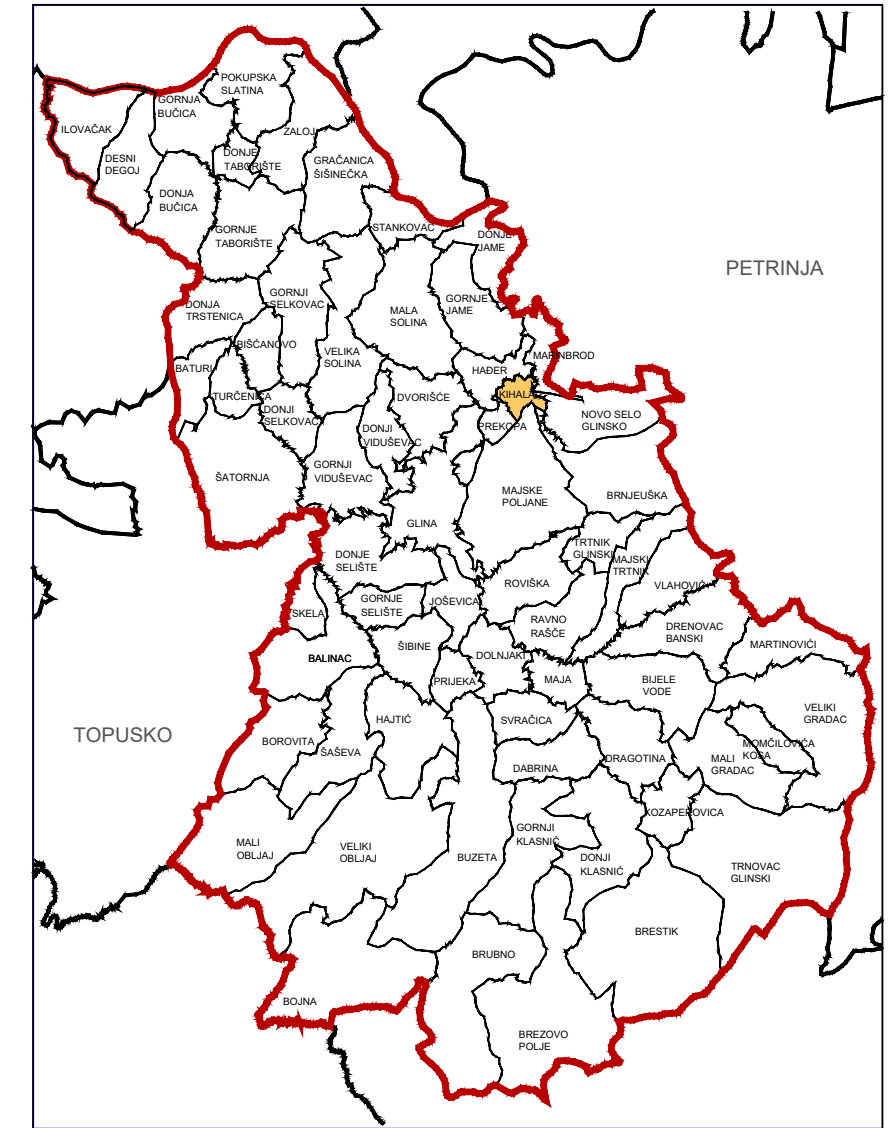 POKUPSKA
SLATINA
GORNJA
BUČICA
ILOVAČAK
ZALOJ
DESNI
DEGOJ
DONJE
TABORIŠTE
GRAČANICA
ŠIŠINEČKA
DONJA
BUČICA
GORNJE
TABORIŠTE
STANKOVAC
DONJE
JAME
PETRINJA
GORNJI
SELKOVAC
DONJA
TRSTENICA
MALA
SOLINA
GORNJE
JAME
BIŠĆANOVO
VELIKA
SOLINA
MARINBROD
BATURI
HAĐER
TURČENICA
DVORIŠĆE
KIHALA
DONJI
SELKOVAC
NOVO SELO
GLINSKO
DONJI
VIDUŠEVAC
PREKOPA
ŠATORNJA
GORNJI
VIDUŠEVAC
MAJSKE
POLJANE
BRNJEUŠKA
GLINA
DONJE
SELIŠTE
TRTNIK
GLINSKI
MAJSKI
TRTNIK
ROVIŠKA
VLAHOVIĆ
GORNJE
SELIŠTE
JOŠEVICA
SKELA
RAVNO
RAŠČE
DRENOVAC
BANSKI
MARTINOVIĆI
ŠIBINE
BALINAC
DOLNJAKI
PRIJEKA
MAJA
BIJELE
VODE
VELIKI
GRADAC
TOPUSKO
HAJTIĆ
SVRAČICA
BOROVITA
ŠAŠEVA
MOMČILOVIĆA
KOSA
DRAGOTINA
MALI
GRADAC
DABRINA
KOZAPEROVICA
MALI
OBLJAJ
VELIKI
OBLJAJ
GORNJI
KLASNIĆ
BUZETA
DONJI
KLASNIĆ
TRNOVAC
GLINSKI
BRESTIK
BRUBNO
BOJNA
BREZOVO
POLJE